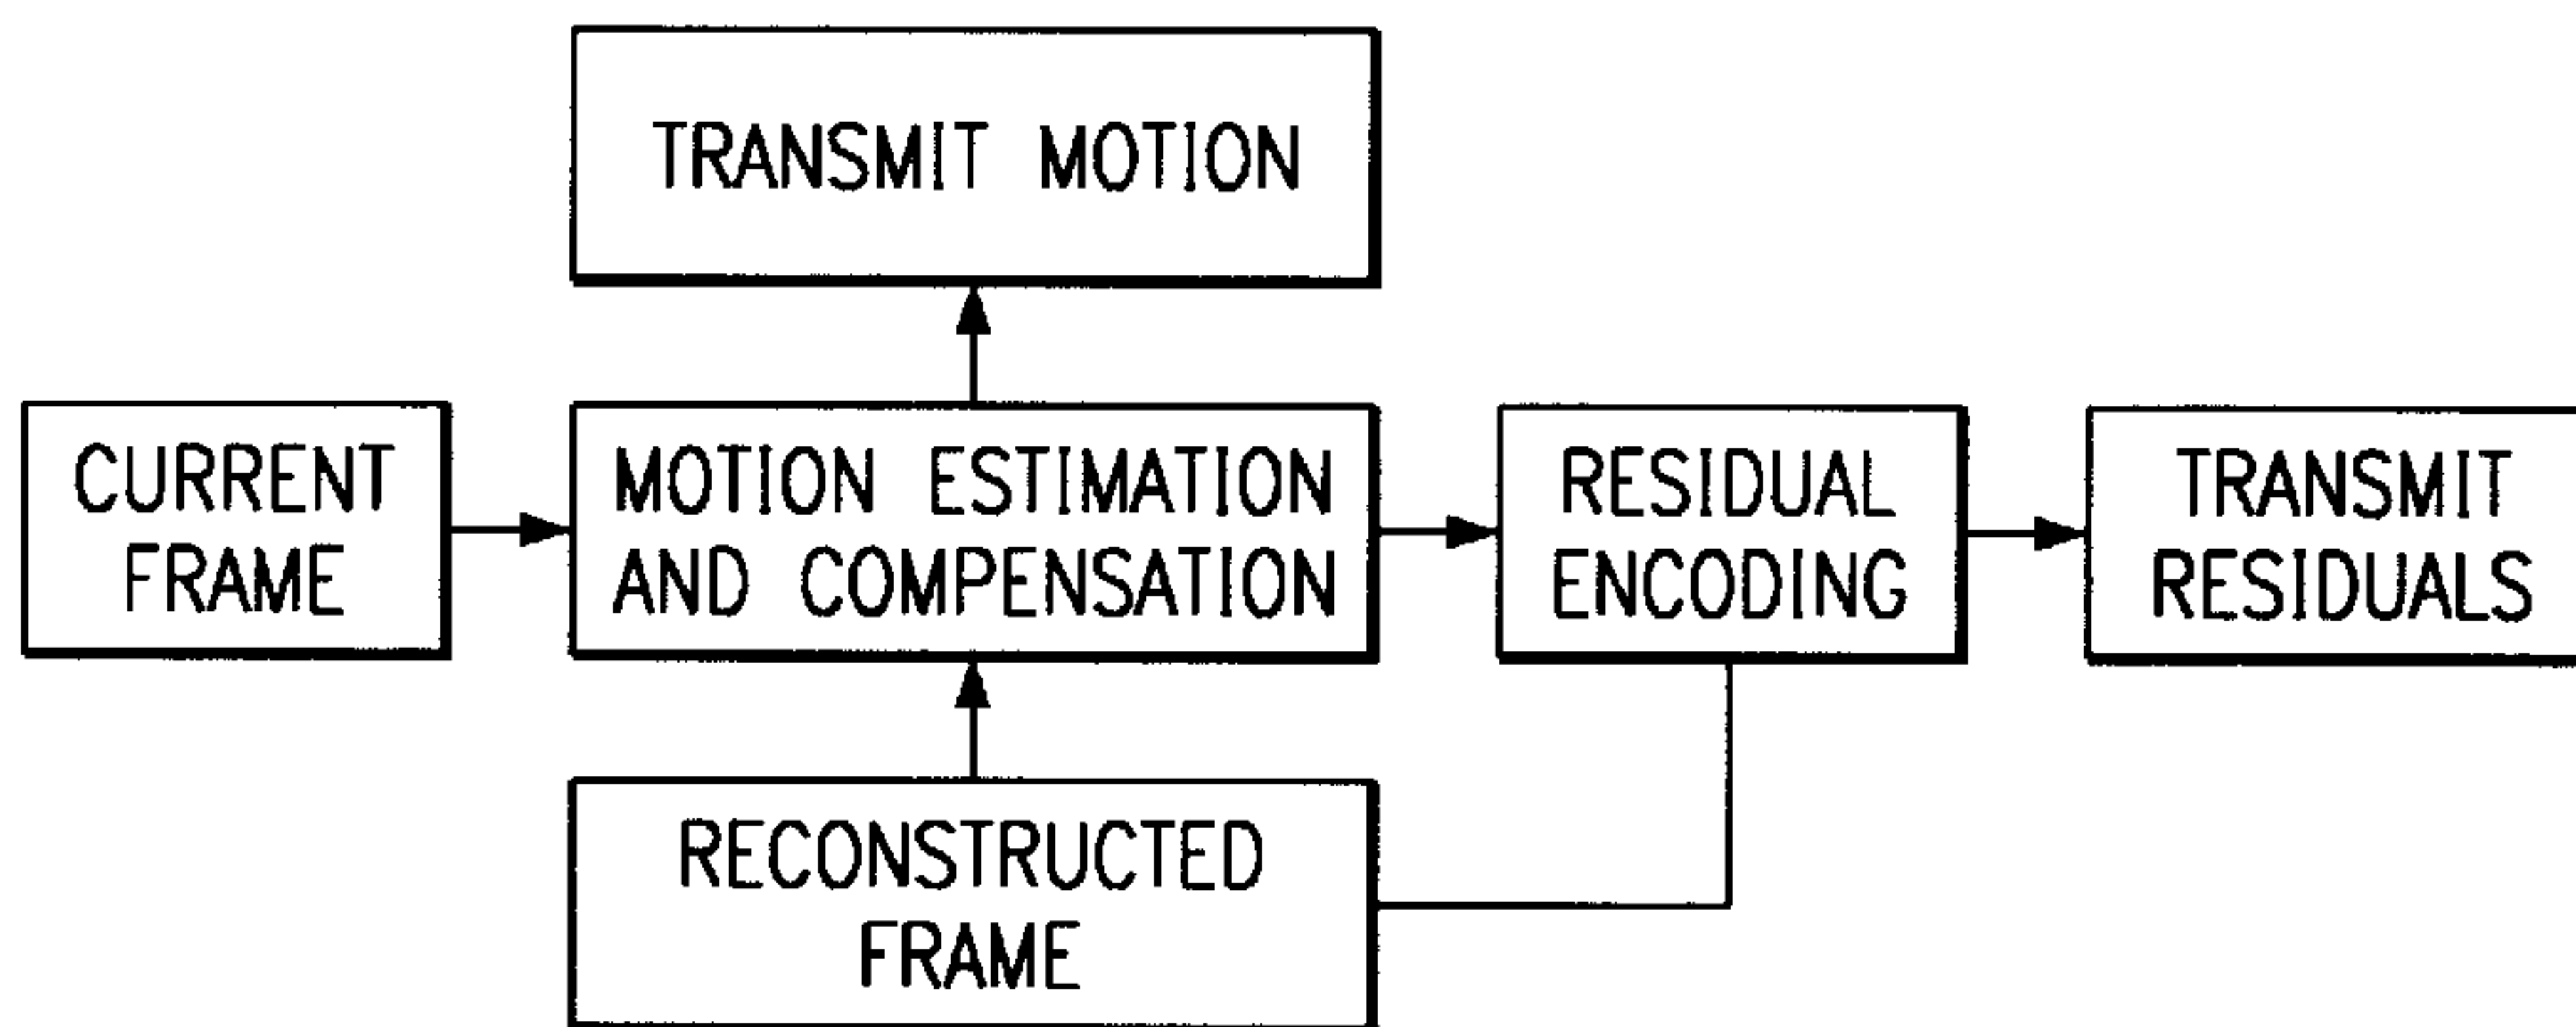 TRANSMIT MOTION
CURRENT
FRAME
MOTION ESTIMATION
AND COMPENSATION
RESIDUAL
ENCODING
TRANSMIT
RESIDUALS
RECONSTRUCTED
FRAME